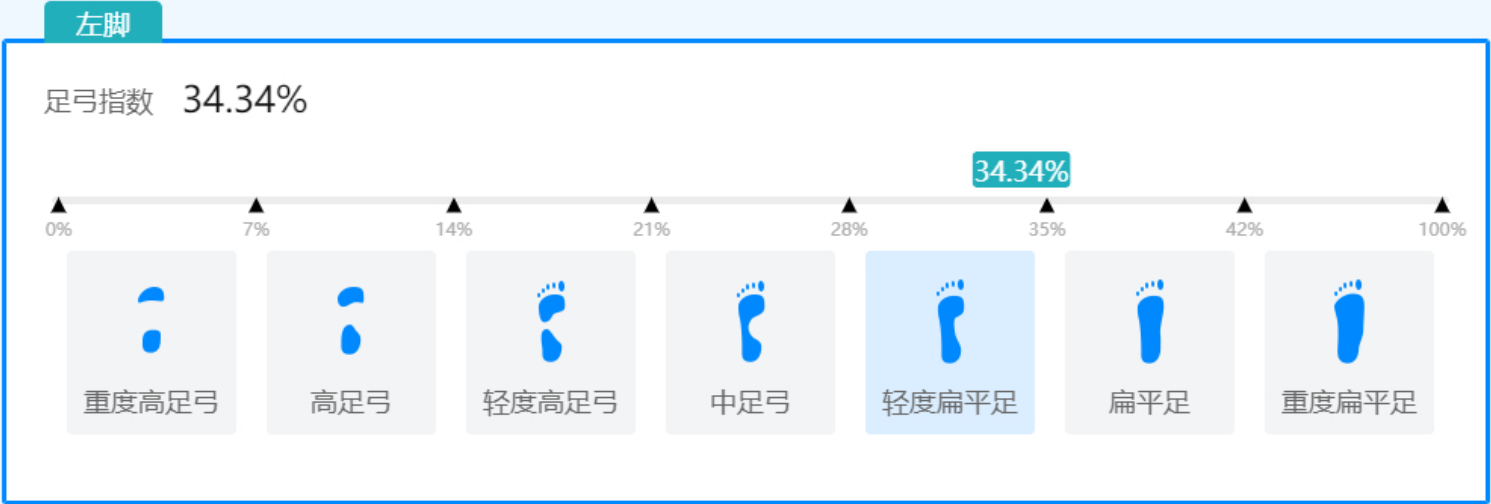 左脚
足弓指数 34.34%
34.34%
0% 7% 14% 21% 28% 35% 42% 100%
重度高足弓 高足弓 轻度高足弓 中足弓 轻度扁平足 扁平足 重度扁平足